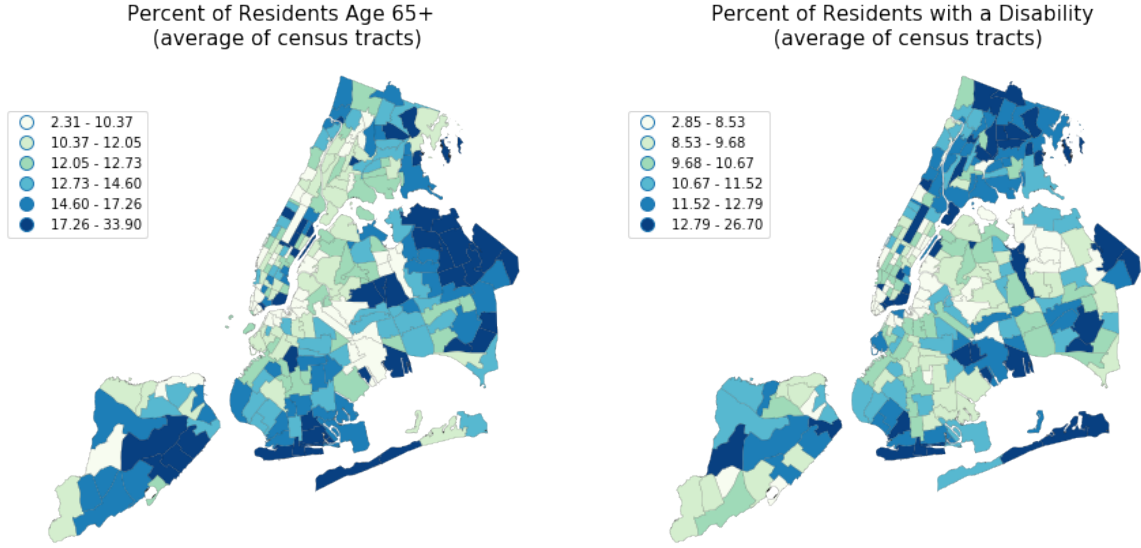 Percent of Residents Age 65+
(average of census tracts)
2.31 - 10.37
10.37 - 12.05
12.05 - 12.73
12.73 - 14.60
14.60 - 17.26
17.26 - 33.90
Percent of Residents with a Disability
(average of census tracts)
2.85 - 8.53
8.53 - 9.68
9.68 - 10.67
10.67 - 11.52
11.52 - 12.79
12.79 - 26.70